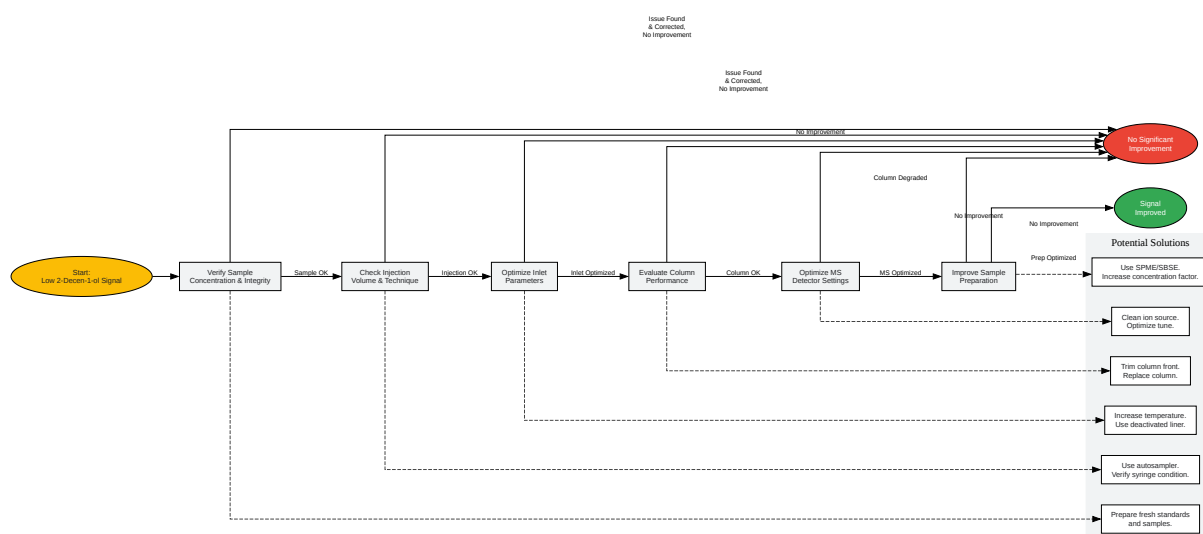 Issue Found
& Corrected,
No Improvement
Issue Found
& Corrected,
No Improvement
No Improvement
No Significant
Improvement
Column Degraded
Signal
Improved
No Improvement
No Improvement
Potential Solutions
Start:
Low 2-Decen-1-ol Signal
Verify Sample
Concentration & Integrity
Sample OK
Check Injection
Volume & Technique
Injection OK
Optimize Inlet
Parameters
Inlet Optimized
Evaluate Column
Performance
Column OK
Optimize MS
Detector Settings
MS Optimized
Improve Sample
Preparation
Prep Optimized
Use SPME/SBSE.
Increase concentration factor.
Clean ion source.
Optimize tune.
Trim column front.
Replace column.
Increase temperature.
Use deactivated liner.
Use autosampler.
Verify syringe condition.
Prepare fresh standards
and samples.